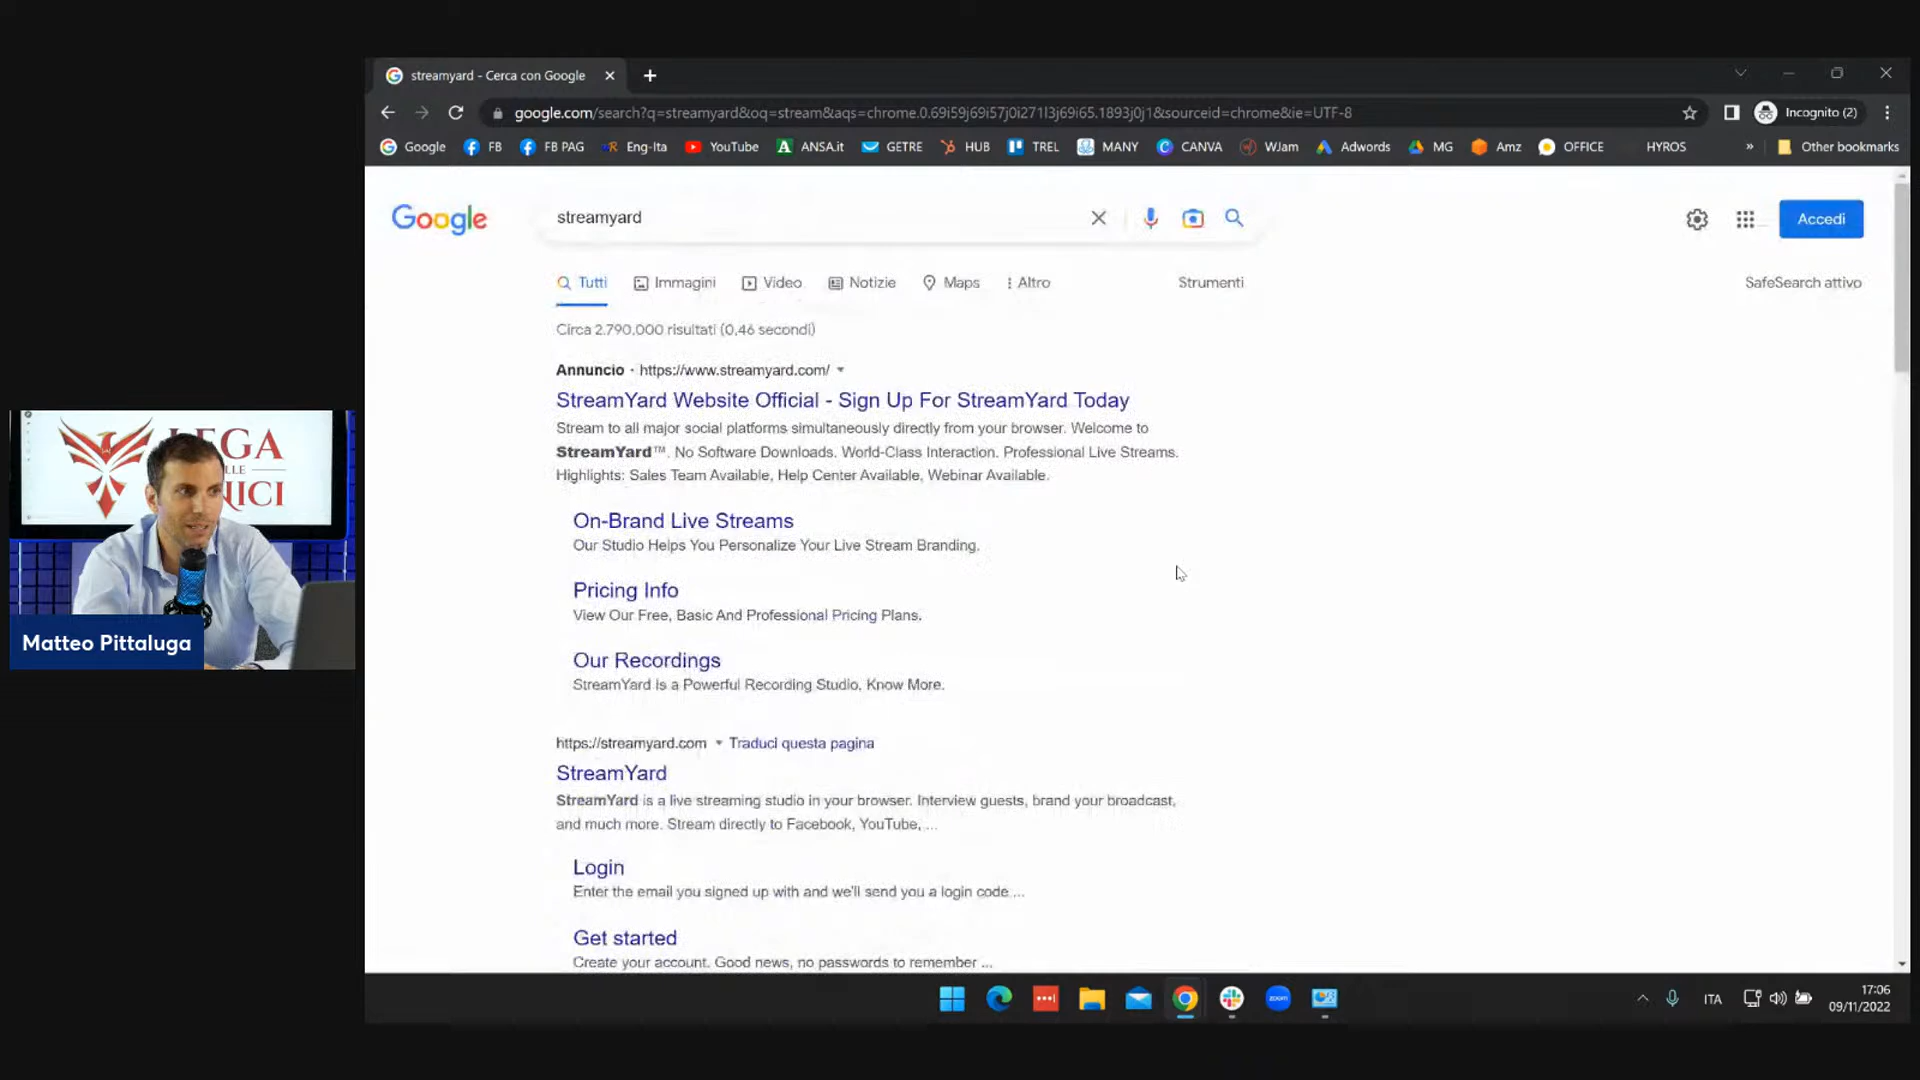 streamyard - Cerca con Google
google.com/search?q=streamyard&oq=stream&aqs=chrome.0.69i59j69i57j0i271l3j69i65.1893j0j1&sourceid=chrome&ie=UTF-8
Incognito (2)
Google FB FB PAG Eng-Ita YouTube ANSA.it GETRE HUB TREL MANY CANVA WJam Adwords MG Amz OFFICE HYROS » Other bookmarks
Google
streamyard
Accedi
Tutti Immagini Video Notizie Maps Altro Strumenti SafeSearch attivo
Circa 2.790.000 risultati (0,46 secondi)
Annuncio · https://www.streamyard.com/
StreamYard Website Official - Sign Up For StreamYard Today
Stream to all major social platforms simultaneously directly from your browser. Welcome to
StreamYard™. No Software Downloads. World-Class Interaction. Professional Live Streams.
Highlights: Sales Team Available, Help Center Available, Webinar Available.
On-Brand Live Streams
Our Studio Helps You Personalize Your Live Stream Branding.
Pricing Info
View Our Free, Basic And Professional Pricing Plans.
Our Recordings
StreamYard Is a Powerful Recording Studio, Know More.
https://streamyard.com Traduci questa pagina
StreamYard
StreamYard is a live streaming studio in your browser. Interview guests, brand your broadcast,
and much more. Stream directly to Facebook, YouTube, ...
Login
Enter the email you signed up with and we'll send you a login code ...
Get started
Create your account. Good news, no passwords to remember ...
Matteo Pittaluga
zoom
ITA
17:06
09/11/2022